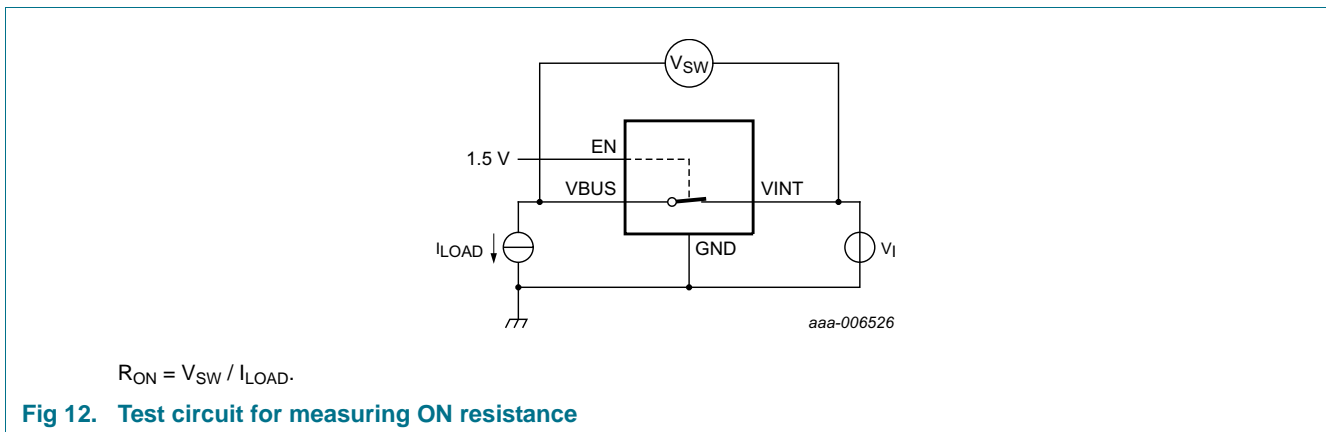 VSW
EN
1.5 V
VBUS
VINT
ILOAD
GND
VI
aaa-006526
RON = VSW / ILOAD.
Fig 12. Test circuit for measuring ON resistance